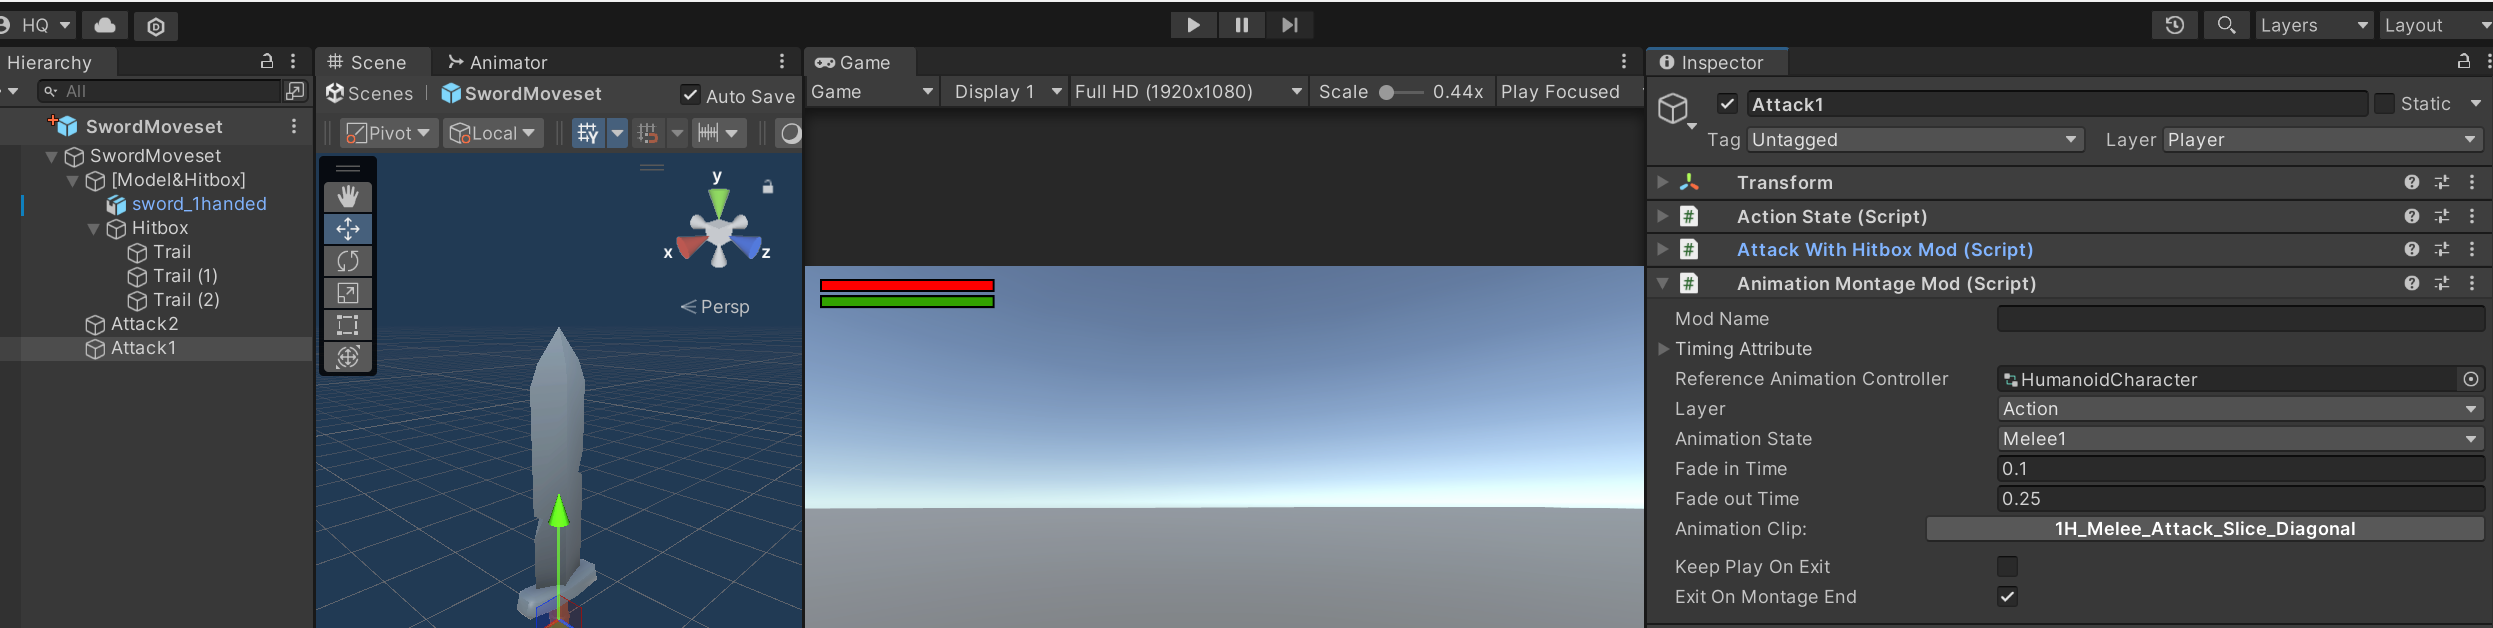 HQ
Layers
Layout
Hierarchy
Scene
Animator
Game
Inspector
All
Scenes
SwordMoveset
Auto Save
Game
Display 1
Full HD (1920x1080)
Scale
0.44x
Play Focused
Attack1
Static
Tag
Untagged
Layer
Player
SwordMoveset
Pivot
Local
SwordMoveset
[Model&Hitbox]
sword_1handed
Hitbox
Trail
Trail (1)
Trail (2)
Attack2
Attack1
y
x
z
Persp
Transform
Action State (Script)
Attack With Hitbox Mod (Script)
Animation Montage Mod (Script)
Mod Name
Timing Attribute
Reference Animation Controller
HumanoidCharacter
Layer
Action
Animation State
Melee1
Fade in Time
0.1
Fade out Time
0.25
Animation Clip:
1H_Melee_Attack_Slice_Diagonal
Keep Play On Exit
Exit On Montage End